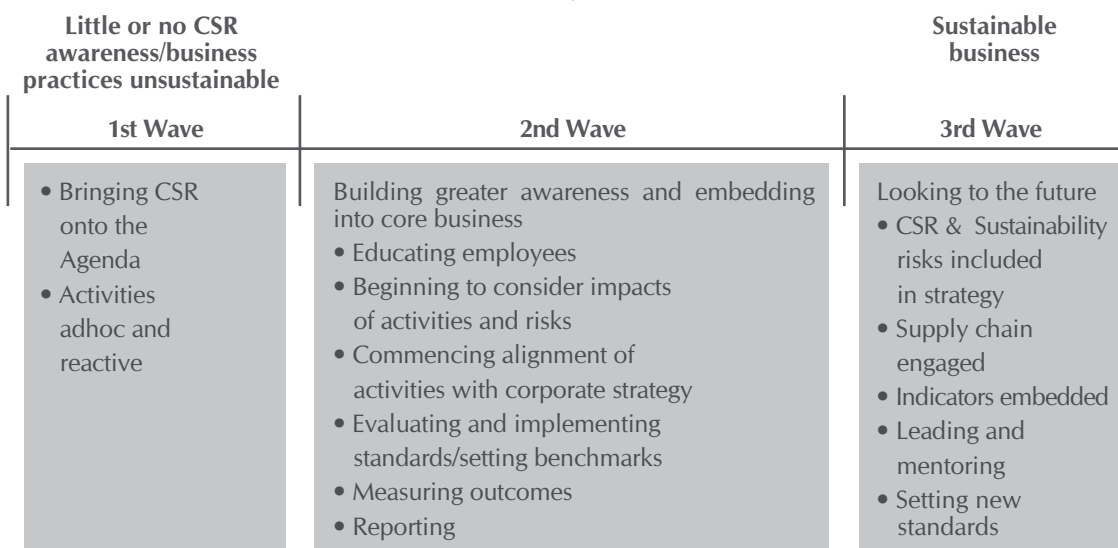 Little or no CSR
awareness/business
practices unsustainable
Sustainable
business
1st Wave
2nd Wave
3rd Wave
• Bringing CSR
onto the
Agenda
• Activities
adhoc and
reactive
Building greater awareness and embedding
into core business
• Educating employees
• Beginning to consider impacts
of activities and risks
• Commencing alignment of
activities with corporate strategy
• Evaluating and implementing
standards/setting benchmarks
• Measuring outcomes
• Reporting
Looking to the future
• CSR & Sustainability
risks included
in strategy
• Supply chain
engaged
• Indicators embedded
• Leading and
mentoring
• Setting new
standards